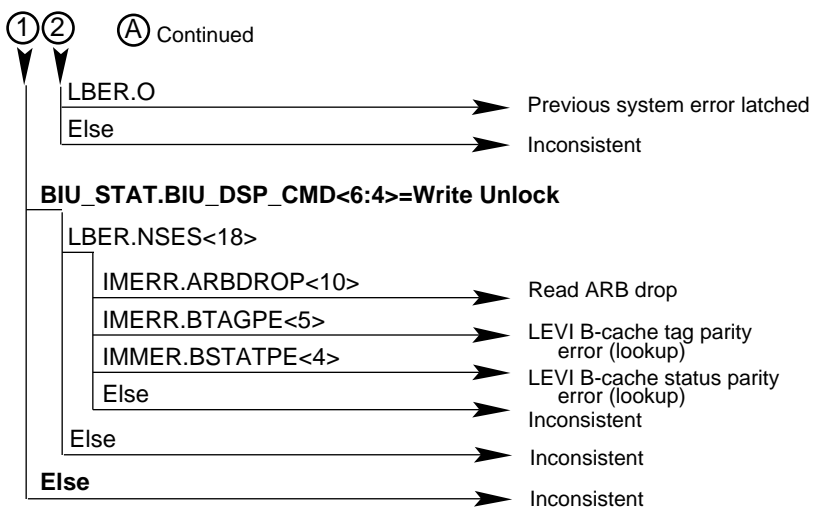 1 2 A Continued
LBER.O
Previous system error latched
Else
Inconsistent
BIU_STAT.BIU_DSP_CMD<6:4>=Write Unlock
LBER.NSES<18>
IMERR.ARBDROP<10>
Read ARB drop
IMERR.BTAGPE<5>
LEVI B-cache tag parity
error (lookup)
IMMER.BSTATPE<4>
LEVI B-cache status parity
error (lookup)
Else
Inconsistent
Else
Inconsistent
Else
Inconsistent